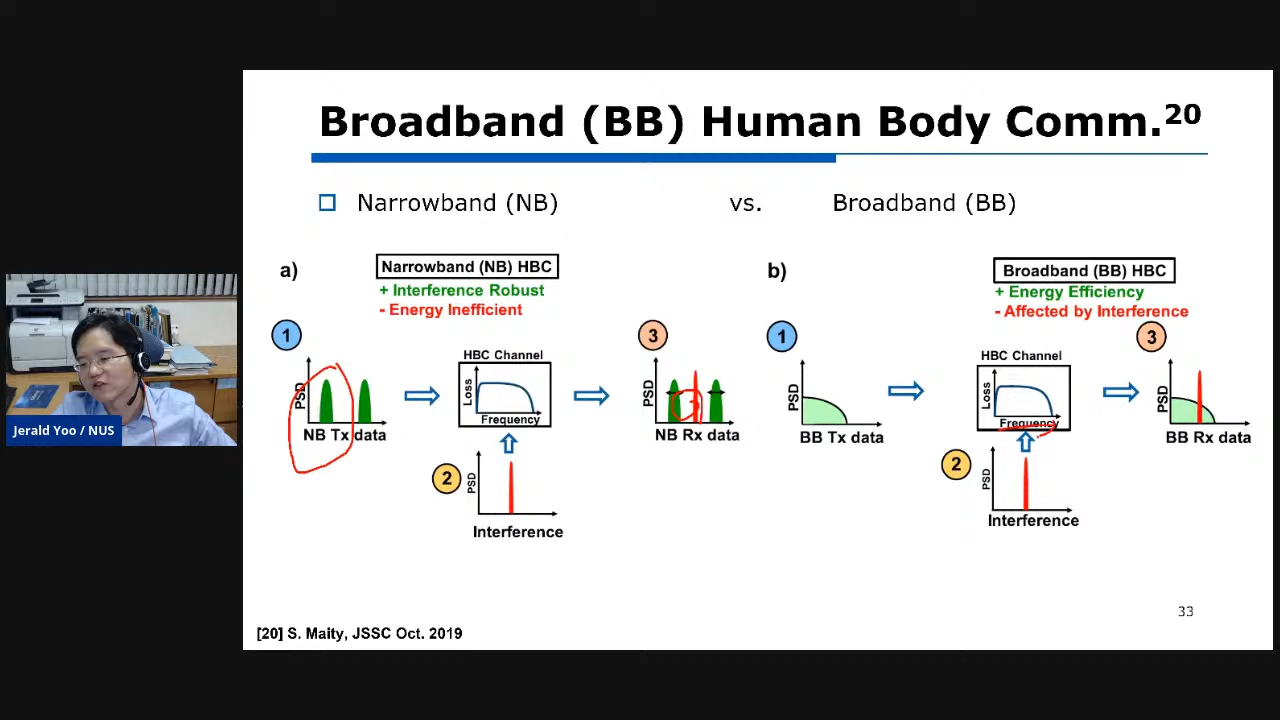 Broadband (BB) Human Body Comm.20
Narrowband (NB) vs. Broadband (BB)
a)
Narrowband (NB) HBC
+ Interference Robust
- Energy Inefficient
1
PSD
NB Tx data
HBC Channel
Loss
Frequency
3
PSD
NB Rx data
2
PSD
Interference
b)
Broadband (BB) HBC
+ Energy Efficiency
- Affected by Interference
1
PSD
BB Tx data
HBC Channel
Loss
Frequency
3
PSD
BB Rx data
2
PSD
Interference
33
[20] S. Maity, JSSC Oct. 2019
Jerald Yoo / NUS